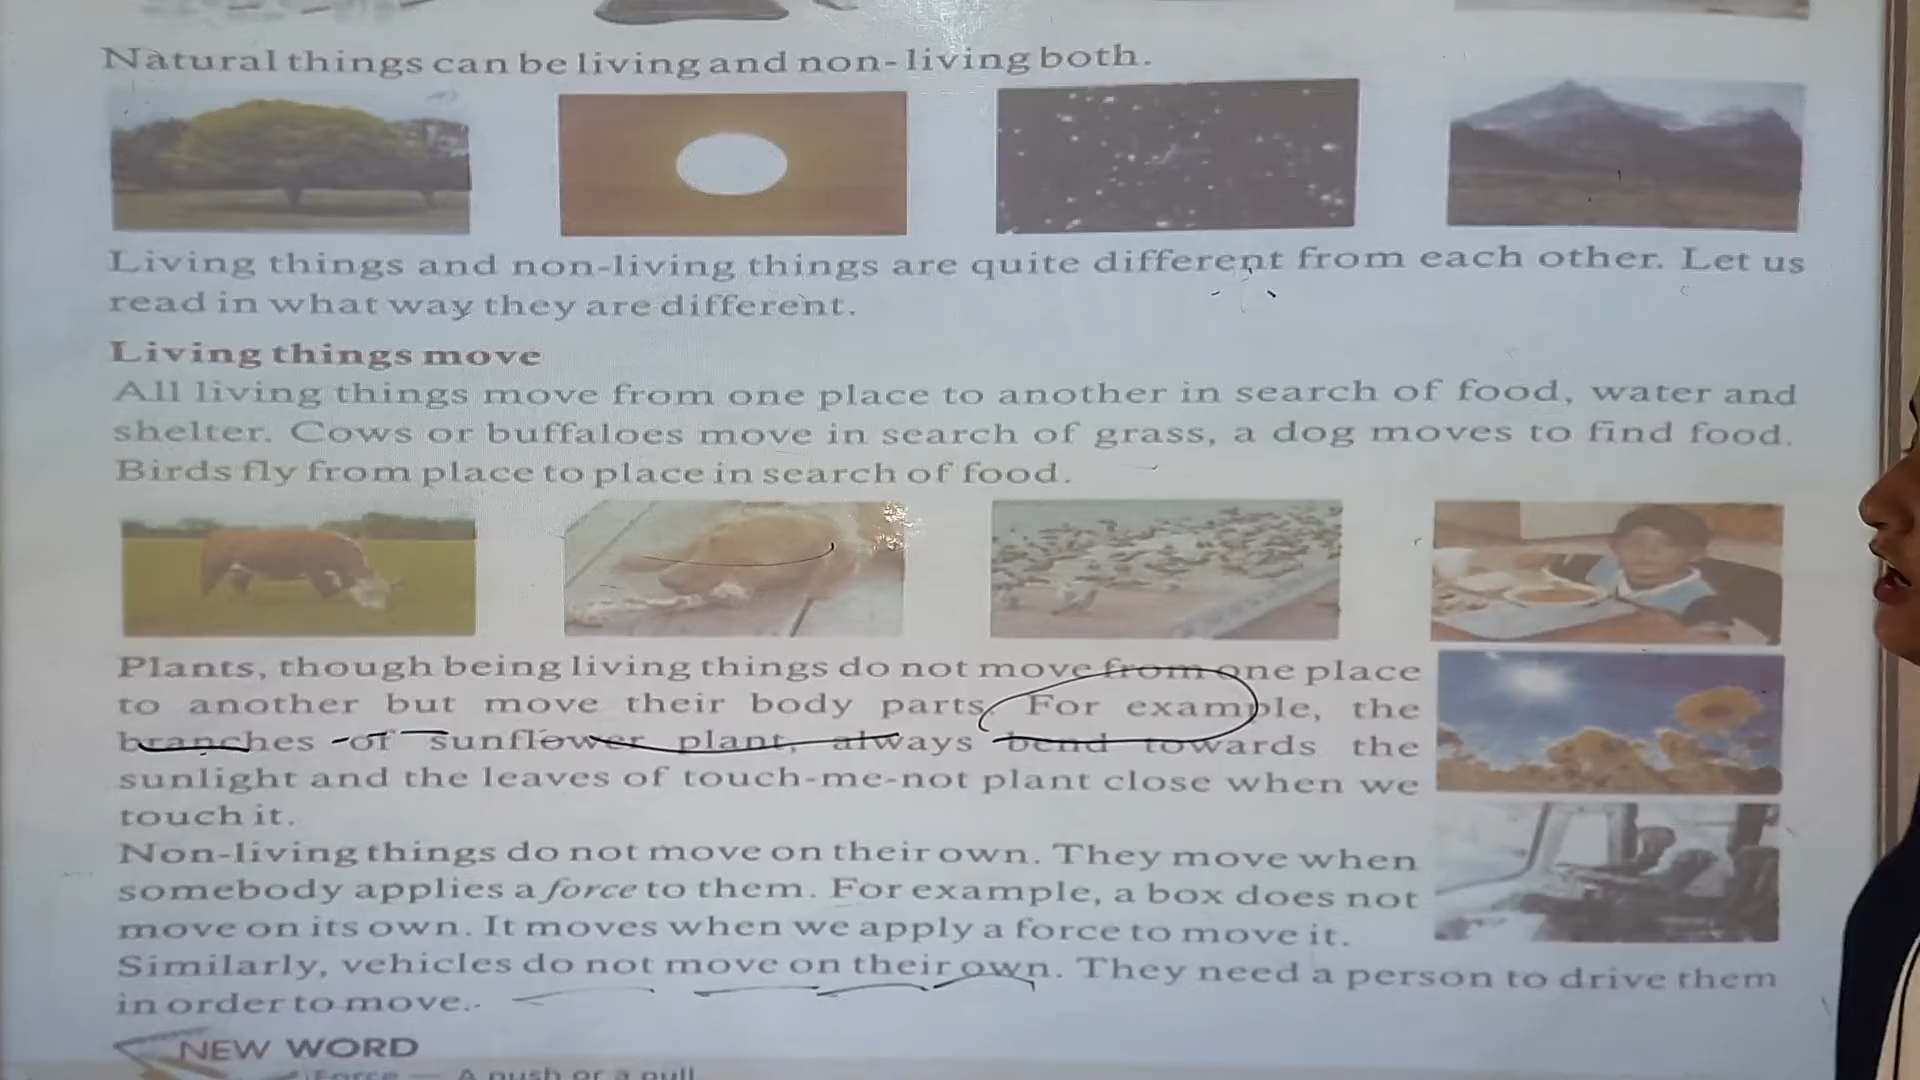 Natural things can be living and non-living both.
Living things and non-living things are quite different from each other. Let us
read in what way they are different.
Living things move
All living things move from one place to another in search of food, water and
shelter. Cows or buffaloes move in search of grass, a dog moves to find food.
Birds fly from place to place in search of food.
Plants, though being living things do not move from one place
to another but move their body parts. For example, the
branches of sunflower plant, always bend towards the
sunlight and the leaves of touch-me-not plant close when we
touch it.
Non-living things do not move on their own. They move when
somebody applies a force to them. For example, a box does not
move on its own. It moves when we apply a force to move it.
Similarly, vehicles do not move on their own. They need a person to drive them
in order to move.
NEW WORD
Force — A push or a pull